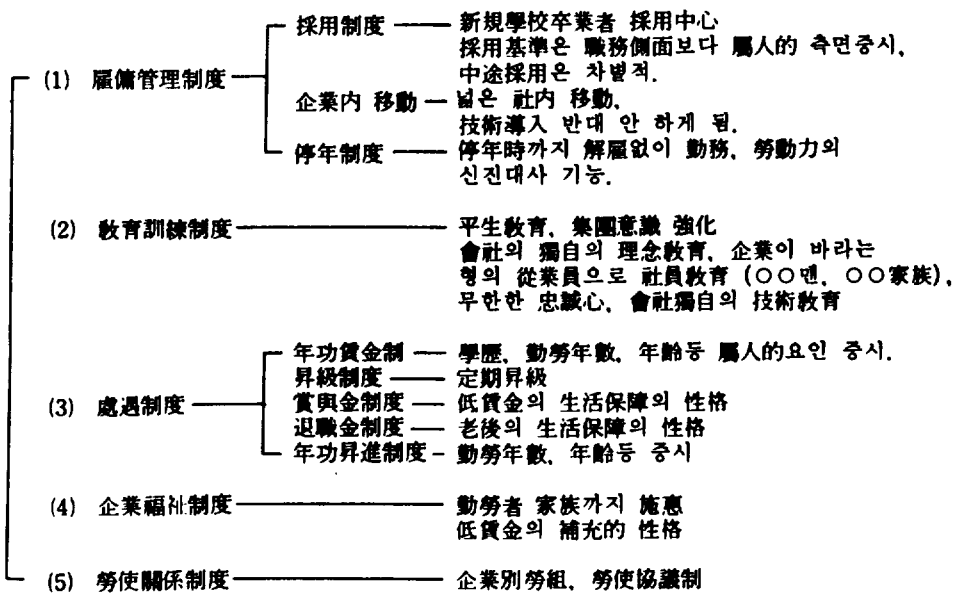 採用制度 新規學校卒業者 採用中心
採用基準은 職務側面보다 屬人的 측면중시,
中途採用은 차별적.
(1) 雇傭管理制度
企業內 移動 넓은 社內 移動,
技術導入 반대 안 하게 됨.
停年制度 停年時까지 解雇없이 勤務, 勞動力의
신진대사 기능.
(2) 敎育訓練制度 平生敎育, 集團意識 強化
會社의 獨自의 理念敎育, 企業이 바라는
형의 從業員으로 社員敎育 (○○맨, ○○家族),
무한한 忠誠心, 會社獨自의 技術敎育
年功賃金制 學歷, 勤勞年數, 年齡등 屬人的요인 중시.
昇級制度 定期昇級
(3) 處遇制度 賞與金制度 低賃金의 生活保障의 性格
退職金制度 老後의 生活保障의 性格
年功昇進制度 勤勞年數, 年齡등 중시
(4) 企業福祉制度 勤勞者 家族까지 施惠
低賃金의 補充的 性格
(5) 勞使關係制度 企業別勞組, 勞使協議制